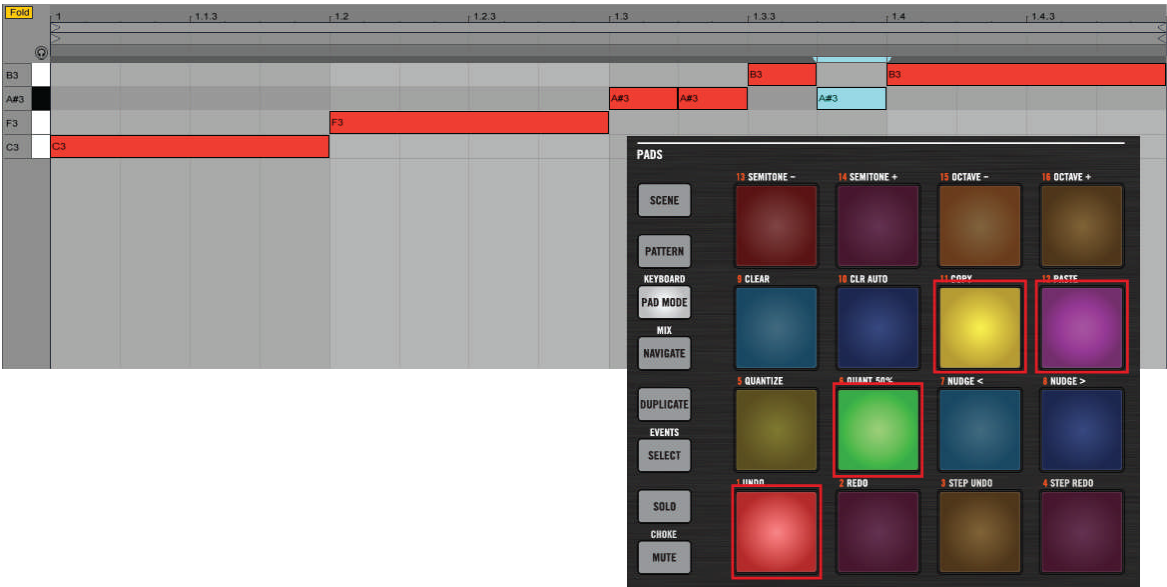 Fold
1 1.1.3 1.2 1.2.3 1.3 1.3.3 1.4 1.4.3
B3 B3 B3
A#3 A#3 A#3 A#3
F3 F3
C3 C3
PADS
13 SEMITONE − 14 SEMITONE + 15 OCTAVE − 16 OCTAVE +
SCENE
PATTERN
KEYBOARD 9 CLEAR 10 CLR AUTO 11 COPY 12 PASTE
PAD MODE
MIX
NAVIGATE
5 QUANTIZE 6 QUANT 50% 7 NUDGE < 8 NUDGE >
DUPLICATE
EVENTS
SELECT
1 UNDO 2 REDO 3 STEP UNDO 4 STEP REDO
SOLO
CHOKE
MUTE